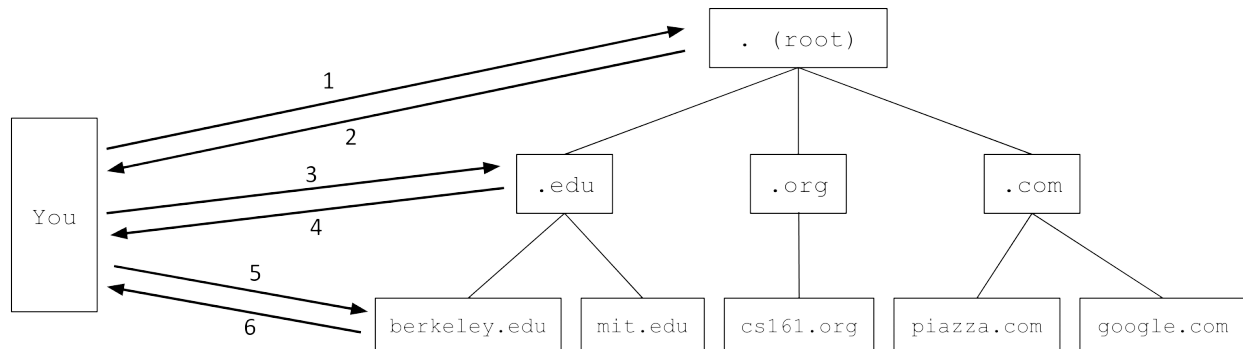 . (root)
1
2
3
.edu
.org
.com
You
4
5
6
berkeley.edu
mit.edu
cs161.org
piazza.com
google.com